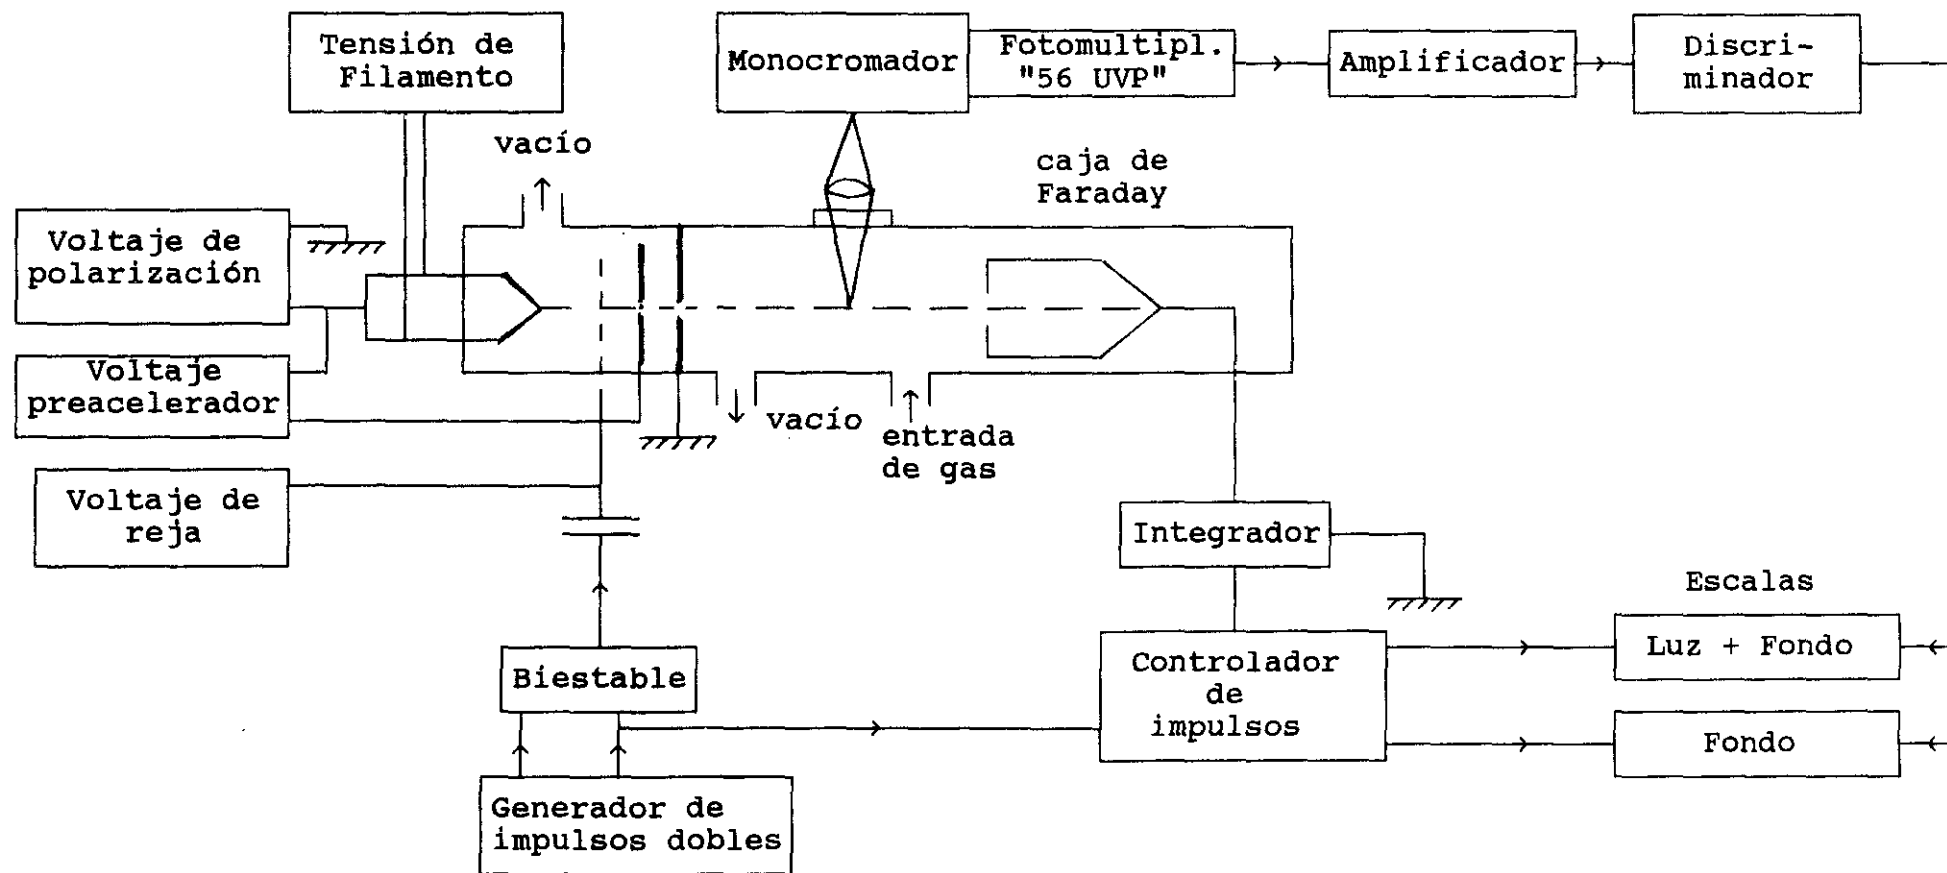 Tensión de
Filamento
Monocromador
Fotomultipl.
"56 UVP"
Amplificador
Discri-
minador
vacío
caja de
Faraday
Voltaje de
polarización
Voltaje
preacelerador
vacío
entrada
de gas
Voltaje de
reja
Integrador
Escalas
Luz + Fondo
Controlador
de
impulsos
Biestable
Fondo
Generador de
impulsos dobles